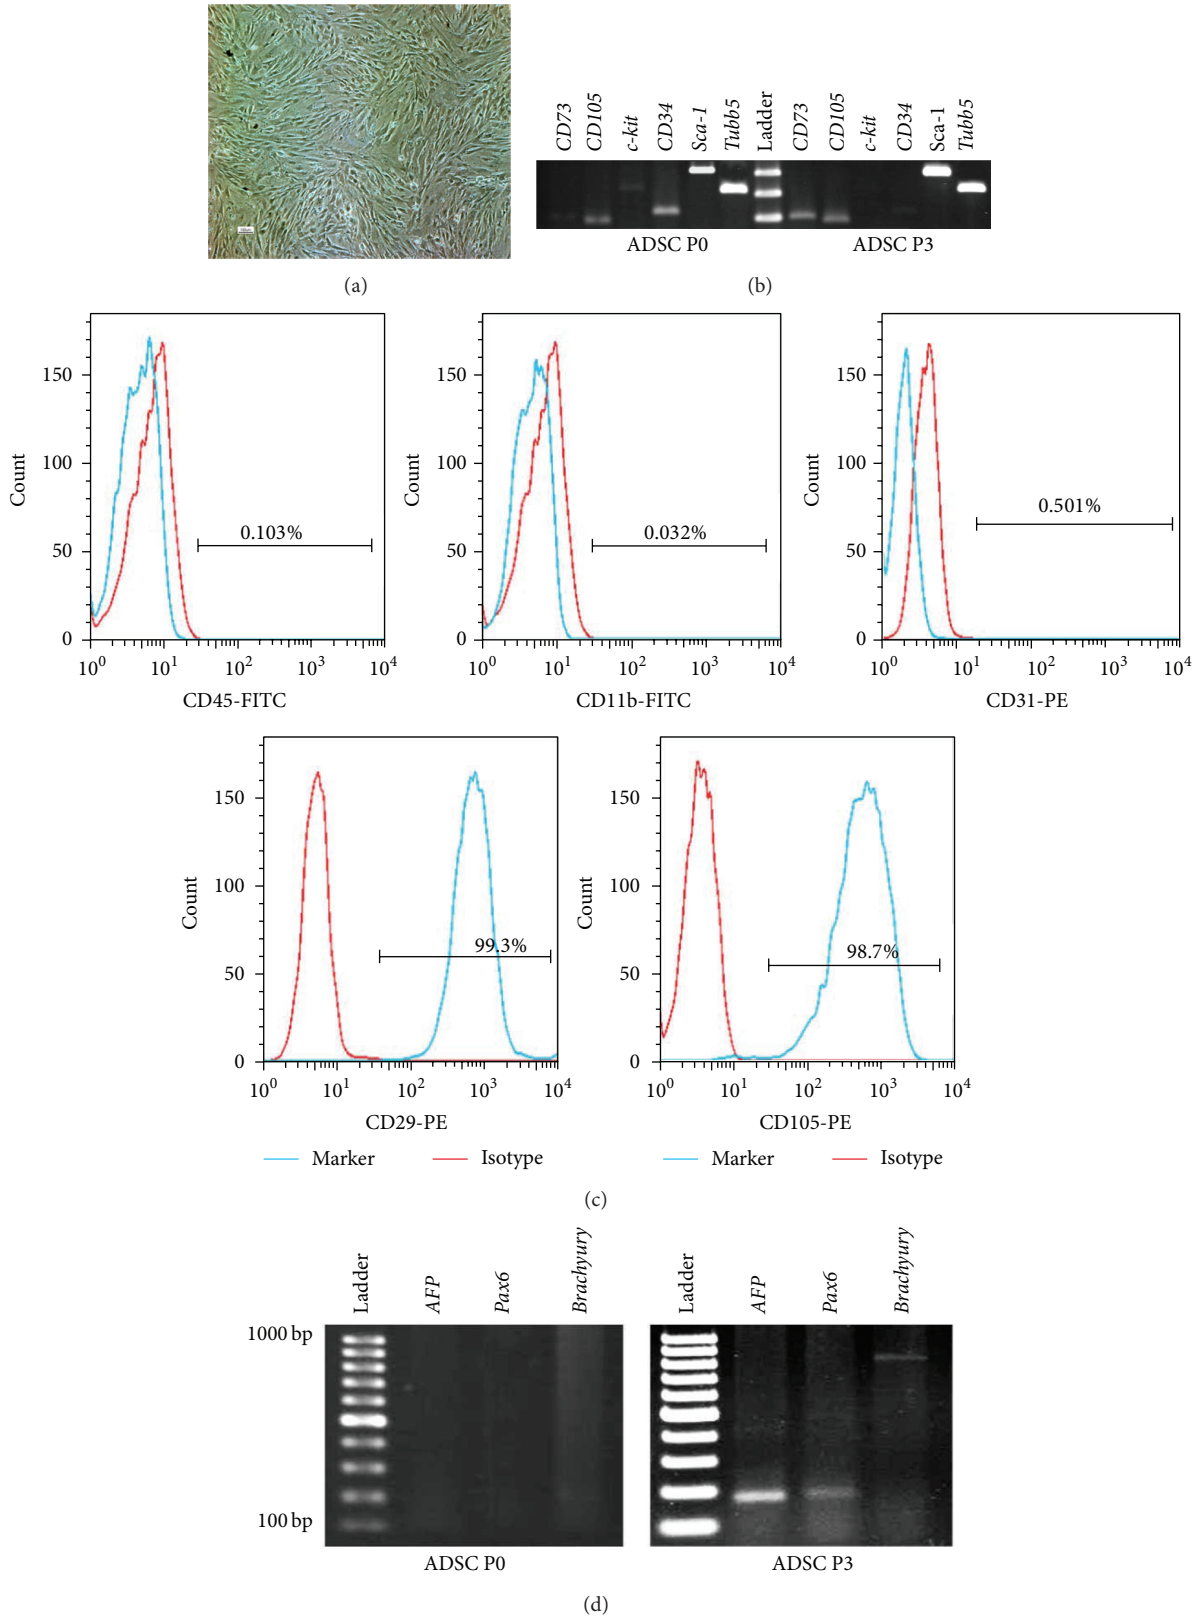 CD73 CD105 c-kit CD34 Sca-1 Tubb5 Ladder CD73 CD105 c-kit CD34 Sca-1 Tubb5
ADSC P0 ADSC P3
(a) (b)
150 150 150
100 100 100
50 50 50
0 0 0
Count Count Count
0.103% 0.032% 0.501%
10⁰ 10¹ 10² 10³ 10⁴ 10⁰ 10¹ 10² 10³ 10⁴ 10⁰ 10¹ 10² 10³ 10⁴
CD45-FITC CD11b-FITC CD31-PE
150 150
100 100
50 50
0 0
Count Count
99.3% 98.7%
10⁰ 10¹ 10² 10³ 10⁴ 10⁰ 10¹ 10² 10³ 10⁴
CD29-PE CD105-PE
Marker Isotype Marker Isotype
(c)
Ladder AFP Pax6 Brachyury Ladder AFP Pax6 Brachyury
1000 bp
100 bp
ADSC P0 ADSC P3
(d)